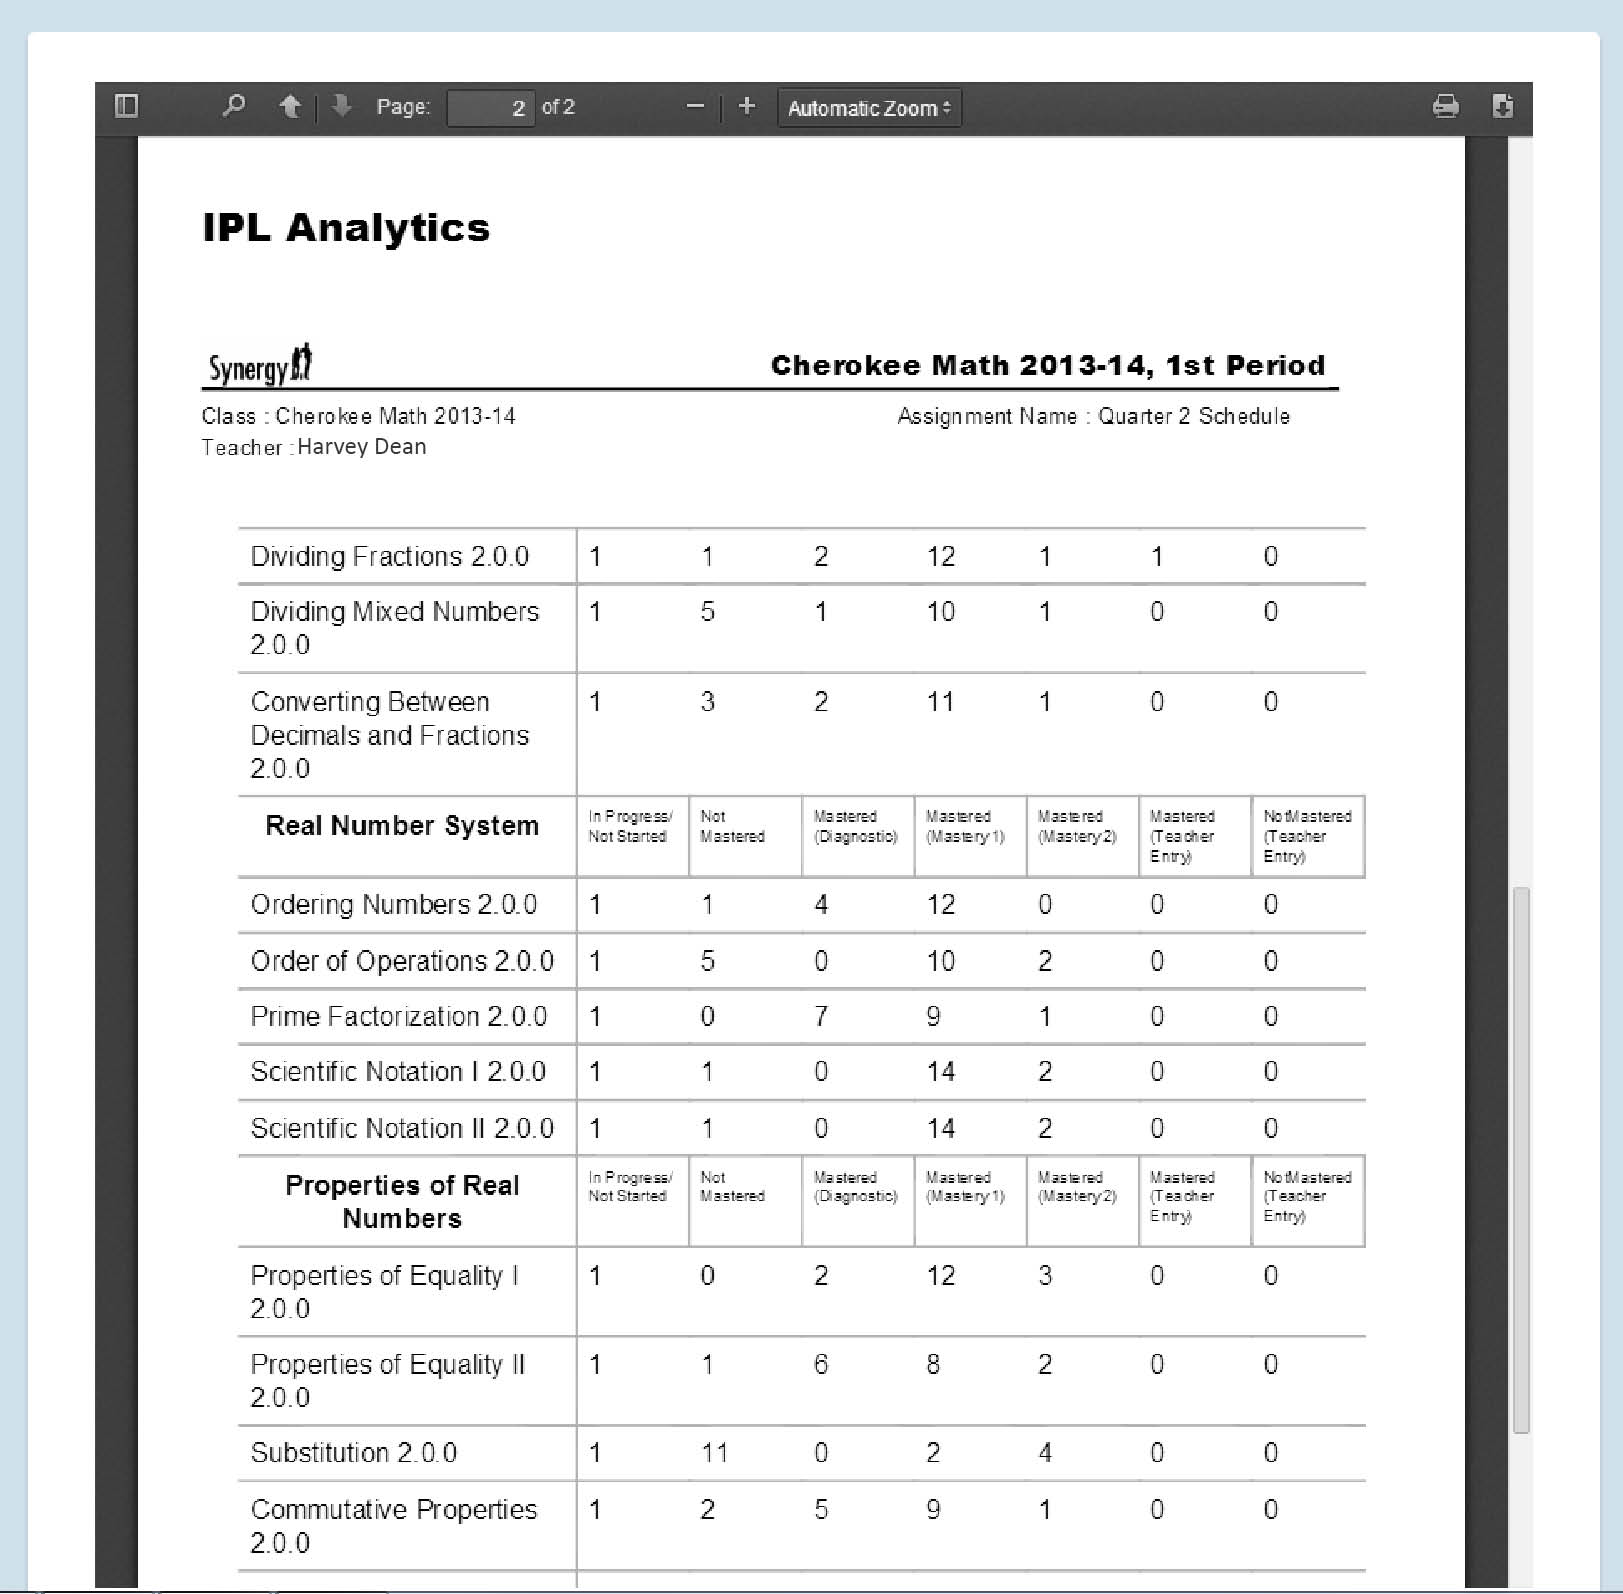 Page: 2 of 2 Automatic Zoom
IPL Analytics
Synergy
Cherokee Math 2013-14, 1st Period
Class : Cherokee Math 2013-14
Assignment Name : Quarter 2 Schedule
Teacher : Harvey Dean
Dividing Fractions 2.0.0 1 1 2 12 1 1 0
Dividing Mixed Numbers 1 5 1 10 1 0 0
2.0.0
Converting Between 1 3 2 11 1 0 0
Decimals and Fractions
2.0.0
Real Number System
In Progress/
Not Started
Not
Mastered
Mastered
(Diagnostic)
Mastered
(Mastery 1)
Mastered
(Mastery 2)
Mastered
(Teacher
Entry)
NotMastered
(Teacher
Entry)
Ordering Numbers 2.0.0 1 1 4 12 0 0 0
Order of Operations 2.0.0 1 5 0 10 2 0 0
Prime Factorization 2.0.0 1 0 7 9 1 0 0
Scientific Notation I 2.0.0 1 1 0 14 2 0 0
Scientific Notation II 2.0.0 1 1 0 14 2 0 0
Properties of Real
Numbers
In Progress/
Not Started
Not
Mastered
Mastered
(Diagnostic)
Mastered
(Mastery 1)
Mastered
(Mastery 2)
Mastered
(Teacher
Entry)
NotMastered
(Teacher
Entry)
Properties of Equality I 1 0 2 12 3 0 0
2.0.0
Properties of Equality II 1 1 6 8 2 0 0
2.0.0
Substitution 2.0.0 1 11 0 2 4 0 0
Commutative Properties 1 2 5 9 1 0 0
2.0.0